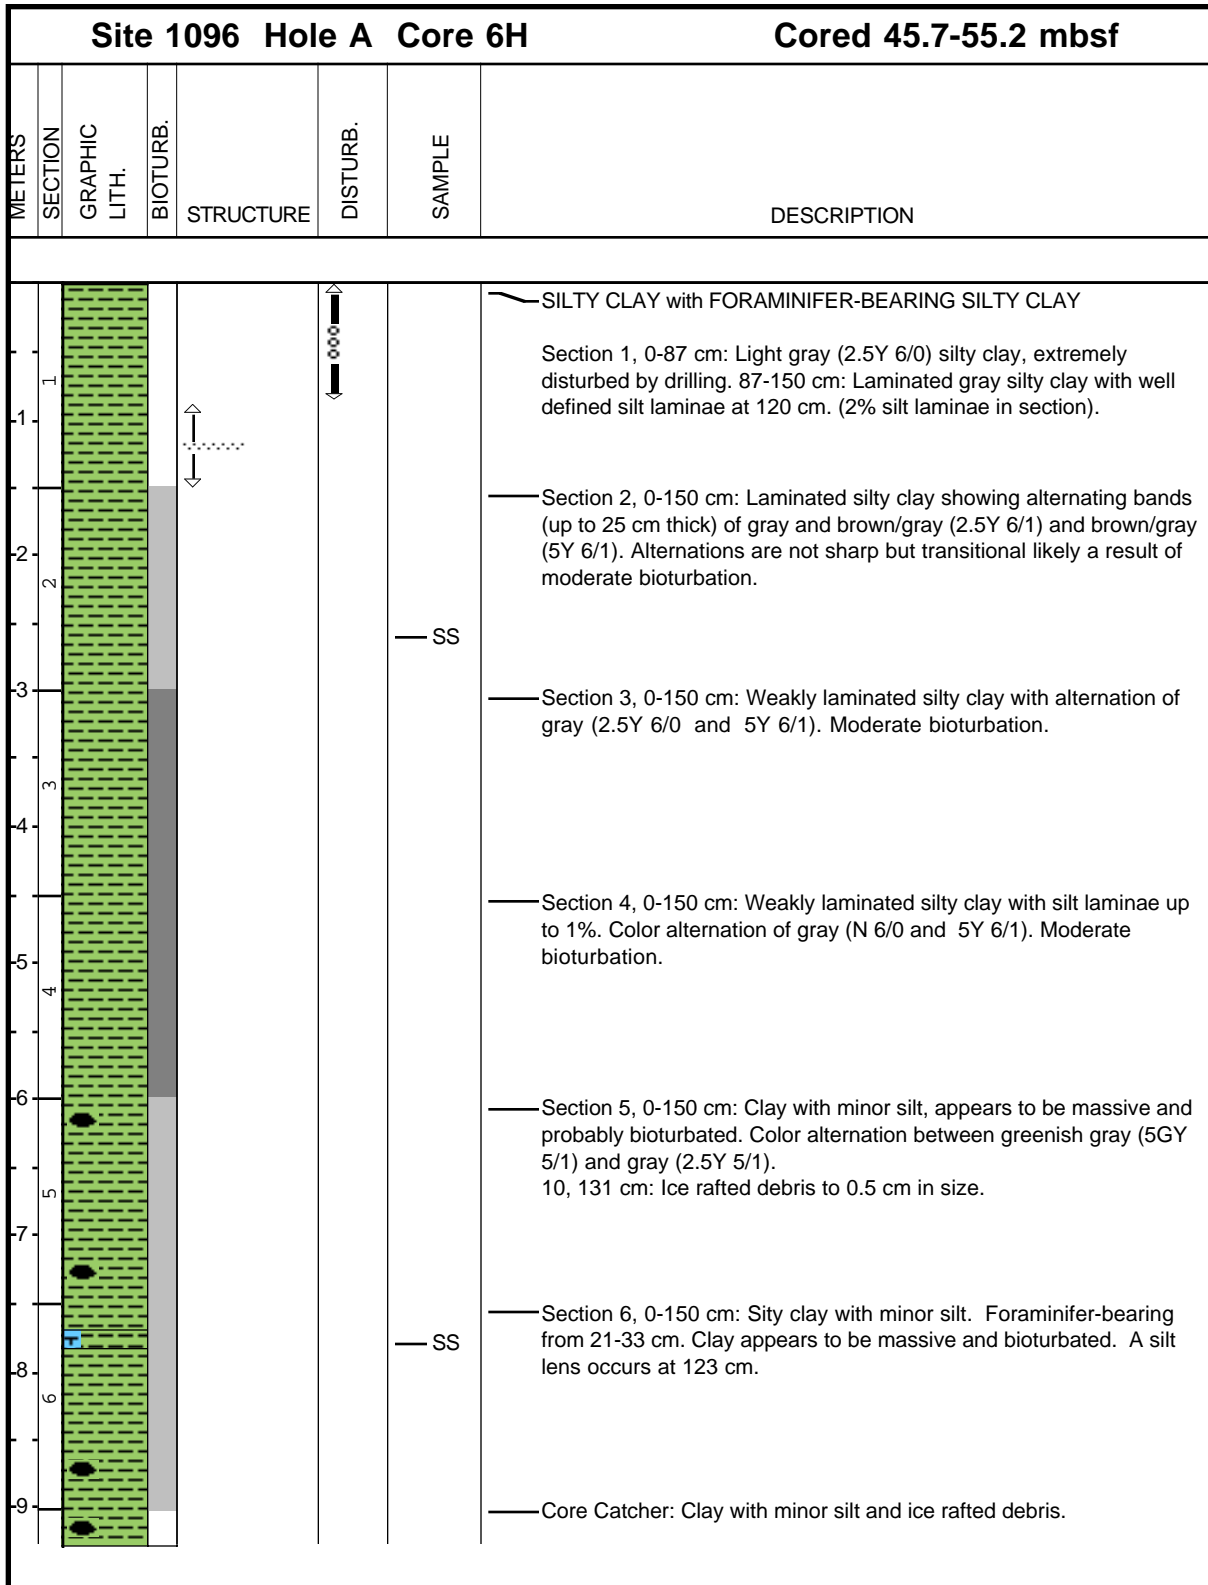 Site 1096 Hole A Core 6H Cored 45.7-55.2 mbsf
METERS
SECTION
GRAPHIC
LITH.
BIOTURB.
STRUCTURE
DISTURB.
SAMPLE
DESCRIPTION
SILTY CLAY with FORAMINIFER-BEARING SILTY CLAY
Section 1, 0-87 cm: Light gray (2.5Y 6/0) silty clay, extremely
disturbed by drilling. 87-150 cm: Laminated gray silty clay with well
defined silt laminae at 120 cm. (2% silt laminae in section).
1
1
Section 2, 0-150 cm: Laminated silty clay showing alternating bands
(up to 25 cm thick) of gray and brown/gray (2.5Y 6/1) and brown/gray
(5Y 6/1). Alternations are not sharp but transitional likely a result of
moderate bioturbation.
2
2
SS
3
Section 3, 0-150 cm: Weakly laminated silty clay with alternation of
gray (2.5Y 6/0 and 5Y 6/1). Moderate bioturbation.
3
4
Section 4, 0-150 cm: Weakly laminated silty clay with silt laminae up
to 1%. Color alternation of gray (N 6/0 and 5Y 6/1). Moderate
bioturbation.
5
4
6
Section 5, 0-150 cm: Clay with minor silt, appears to be massive and
probably bioturbated. Color alternation between greenish gray (5GY
5/1) and gray (2.5Y 5/1).
10, 131 cm: Ice rafted debris to 0.5 cm in size.
5
7
Section 6, 0-150 cm: Sity clay with minor silt. Foraminifer-bearing
from 21-33 cm. Clay appears to be massive and bioturbated. A silt
lens occurs at 123 cm.
SS
8
6
9
Core Catcher: Clay with minor silt and ice rafted debris.